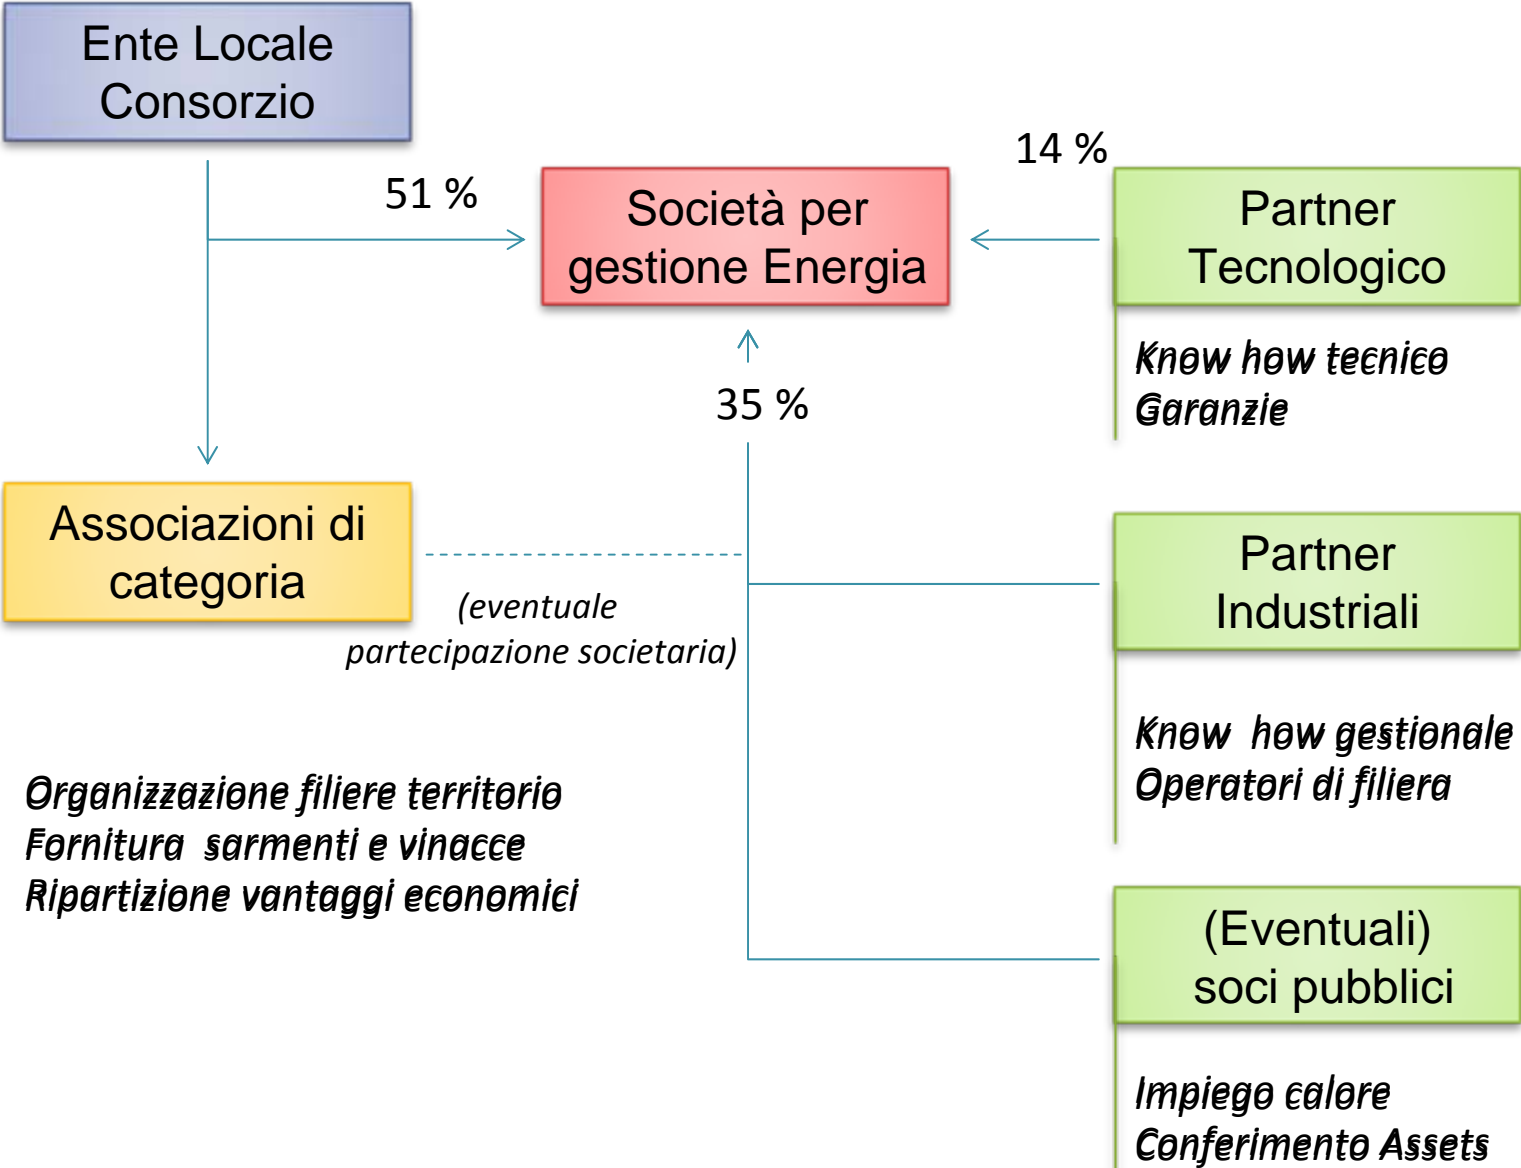 Ente Locale
Consorzio
51 %
Società per
gestione Energia
14 %
Partner
Tecnologico
Know how tecnico
Garanzie
35 %
Associazioni di
categoria
(eventuale
partecipazione societaria)
Partner
Industriali
Know  how gestionale
Operatori di filiera
Organizzazione filiere territorio
Fornitura  sarmenti e vinacce
Ripartizione vantaggi economici
(Eventuali)
soci pubblici
Impiego calore
Conferimento Assets